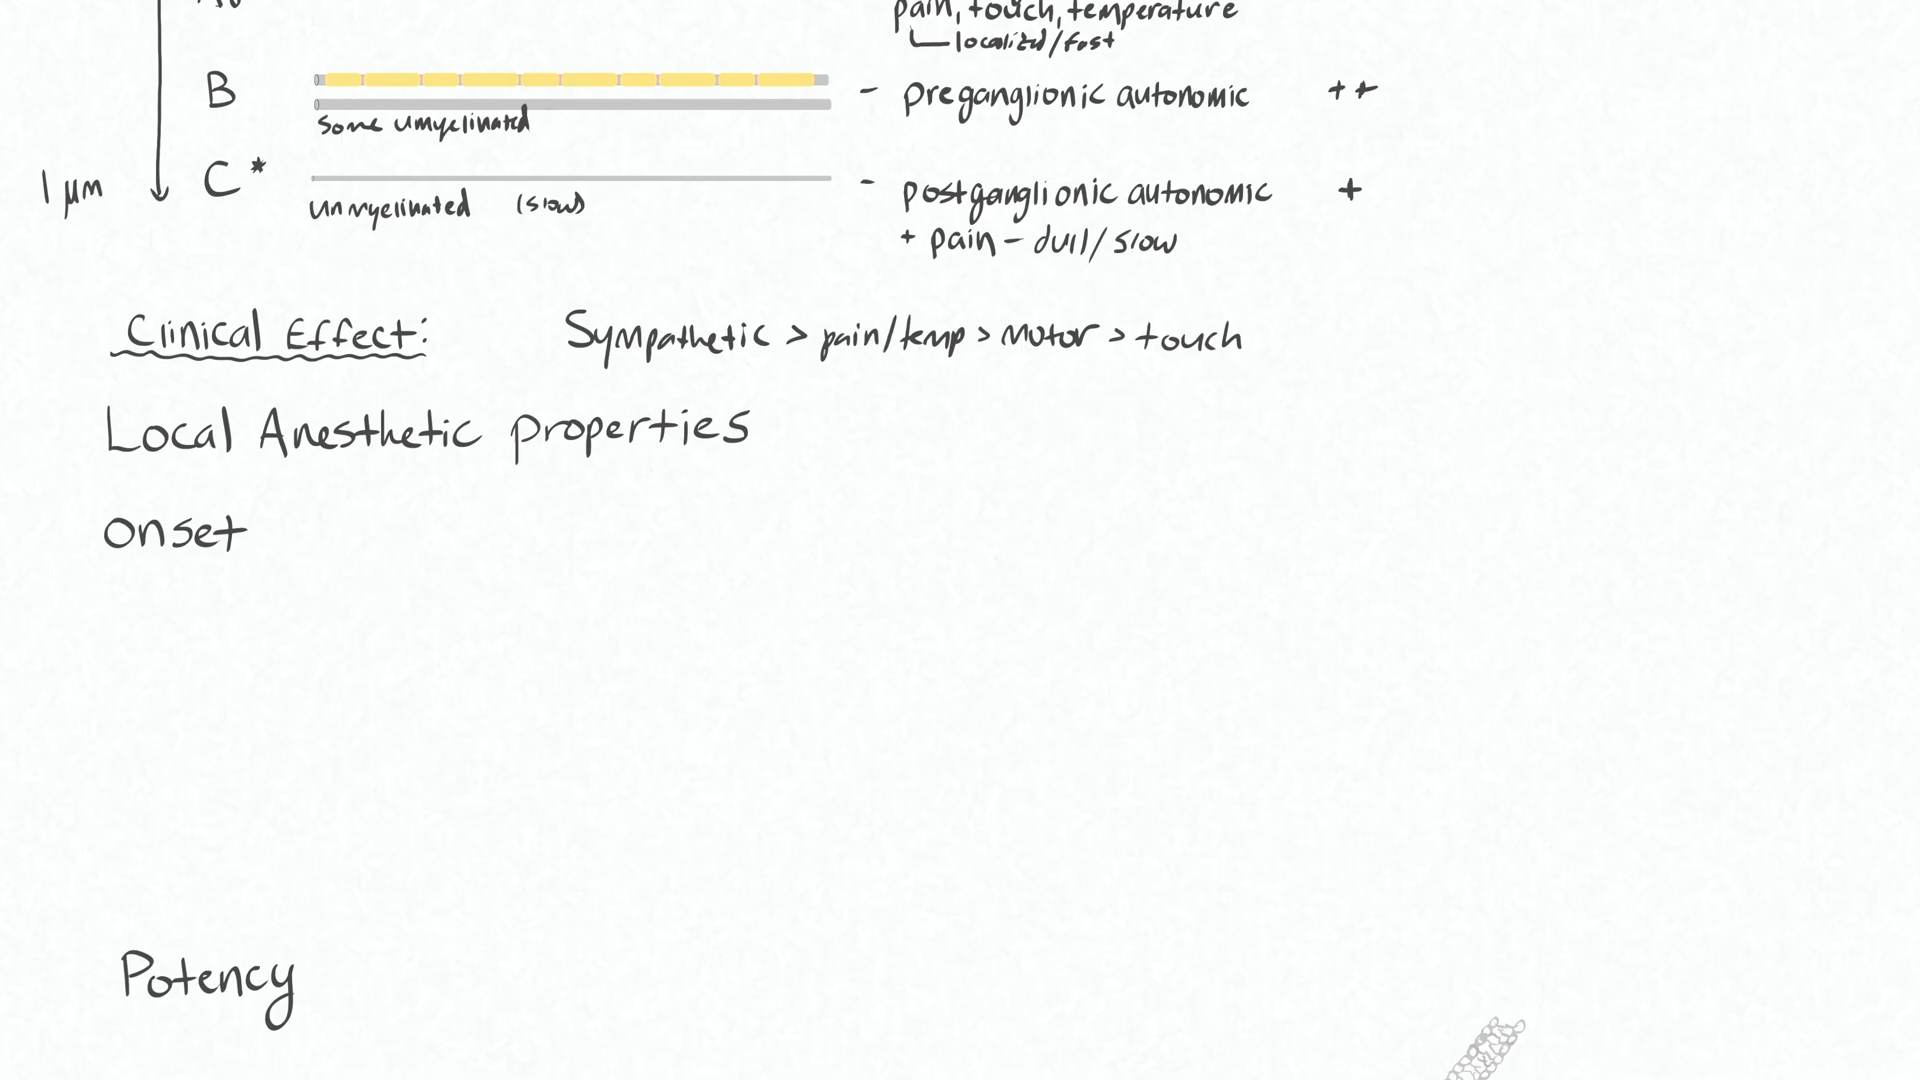 pain, touch, temperature
localized/fast
B - preganglionic autonomic ++
some unmyelinated
1 μm C* - postganglionic autonomic +
unmyelinated (slow)
+ pain - dull/slow
Clinical Effect: Sympathetic > pain/temp > motor > touch
Local Anesthetic properties
onset
Potency